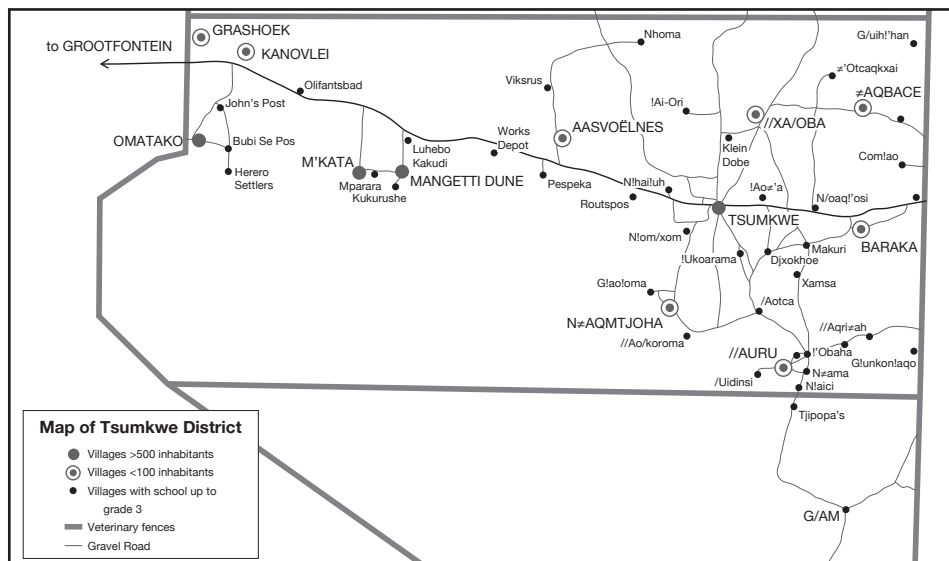 GRASHOEK
to GROOTFONTEIN
KANOVLEI
Nhoma
G/uih!'han
Olifantsbad
Viksrus
≠'Otcaqkxai
≠AQBACE
John's Post
!Ai-Ori
//XA/OBA
OMATAKO
Bubi Se Pos
AASVOËLNES
Works
Depot
Luhebo
Kakudi
Klein
Dobe
M'KATA
Com!ao
Herero
Settlers
Mparara
MANGETTI DUNE
Kukurushe
Pespeka
N!hai!uh
!Ao≠'a
Routspos
N/oaq!'osi
TSUMKWE
N!om/xom
BARAKA
!Ukoarama
Makuri
Djxokhoe
G!ao!oma
Xamsa
/Aotca
N≠AQMTJOHA
//Aqri≠ah
//Ao/koroma
//AURU
!'Obaha
G!unkon!aqo
/Uidinsi
N≠ama
N!aici
Tjipopa's
G/AM
Map of Tsumkwe District
Villages >500 inhabitants
Villages <100 inhabitants
Villages with school up to
grade 3
Veterinary fences
Gravel Road